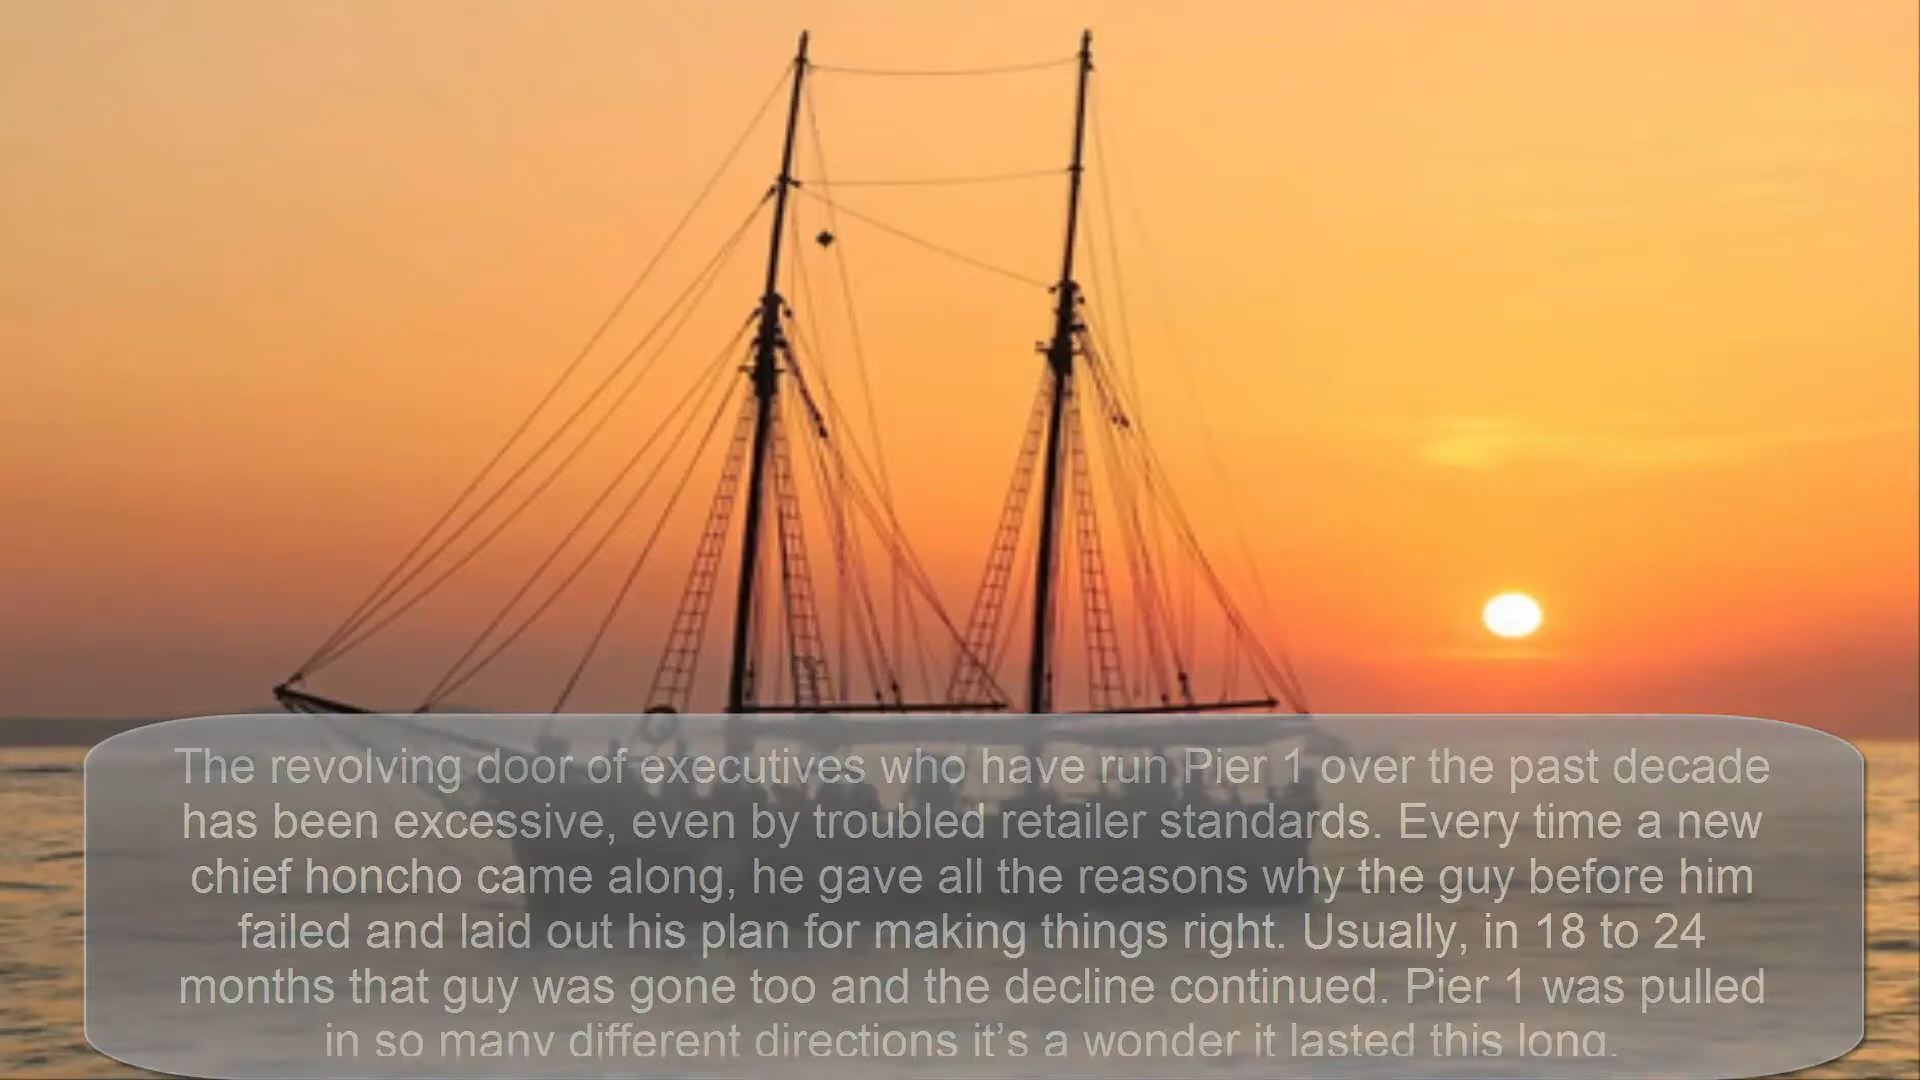 The revolving door of executives who have run Pier 1 over the past decade
has been excessive, even by troubled retailer standards. Every time a new
chief honcho came along, he gave all the reasons why the guy before him
failed and laid out his plan for making things right. Usually, in 18 to 24
months that guy was gone too and the decline continued. Pier 1 was pulled
in so many different directions it’s a wonder it lasted this long.